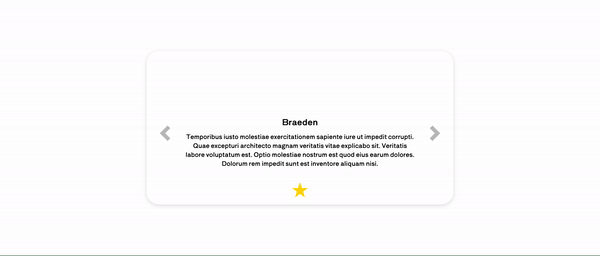 Braeden
Temporibus iusto molestiae exercitationem sapiente iure ut impedit corrupti.
Quae excepturi architecto magnam veritatis vitae explicabo sit. Veritatis
labore voluptatum est. Optio molestiae nostrum est quod eius earum dolores.
Dolorum rem impedit sunt est inventore aliquam nisi.